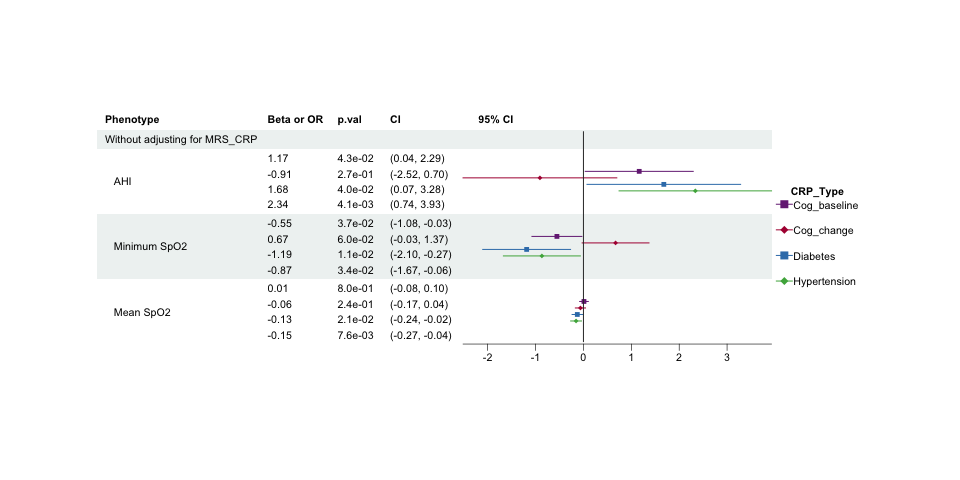 Phenotype Beta or OR p.val CI 95% CI
Without adjusting for MRS_CRP
1.17 4.3e-02 (0.04, 2.29)
-0.91 2.7e-01 (-2.52, 0.70)
AHI
1.68 4.0e-02 (0.07, 3.28)
2.34 4.1e-03 (0.74, 3.93)
-0.55 3.7e-02 (-1.08, -0.03)
0.67 6.0e-02 (-0.03, 1.37)
Minimum SpO2
-1.19 1.1e-02 (-2.10, -0.27)
-0.87 3.4e-02 (-1.67, -0.06)
0.01 8.0e-01 (-0.08, 0.10)
-0.06 2.4e-01 (-0.17, 0.04)
Mean SpO2
-0.13 2.1e-02 (-0.24, -0.02)
-0.15 7.6e-03 (-0.27, -0.04)
-2 -1 0 1 2 3
CRP_Type
Cog_baseline
Cog_change
Diabetes
Hypertension